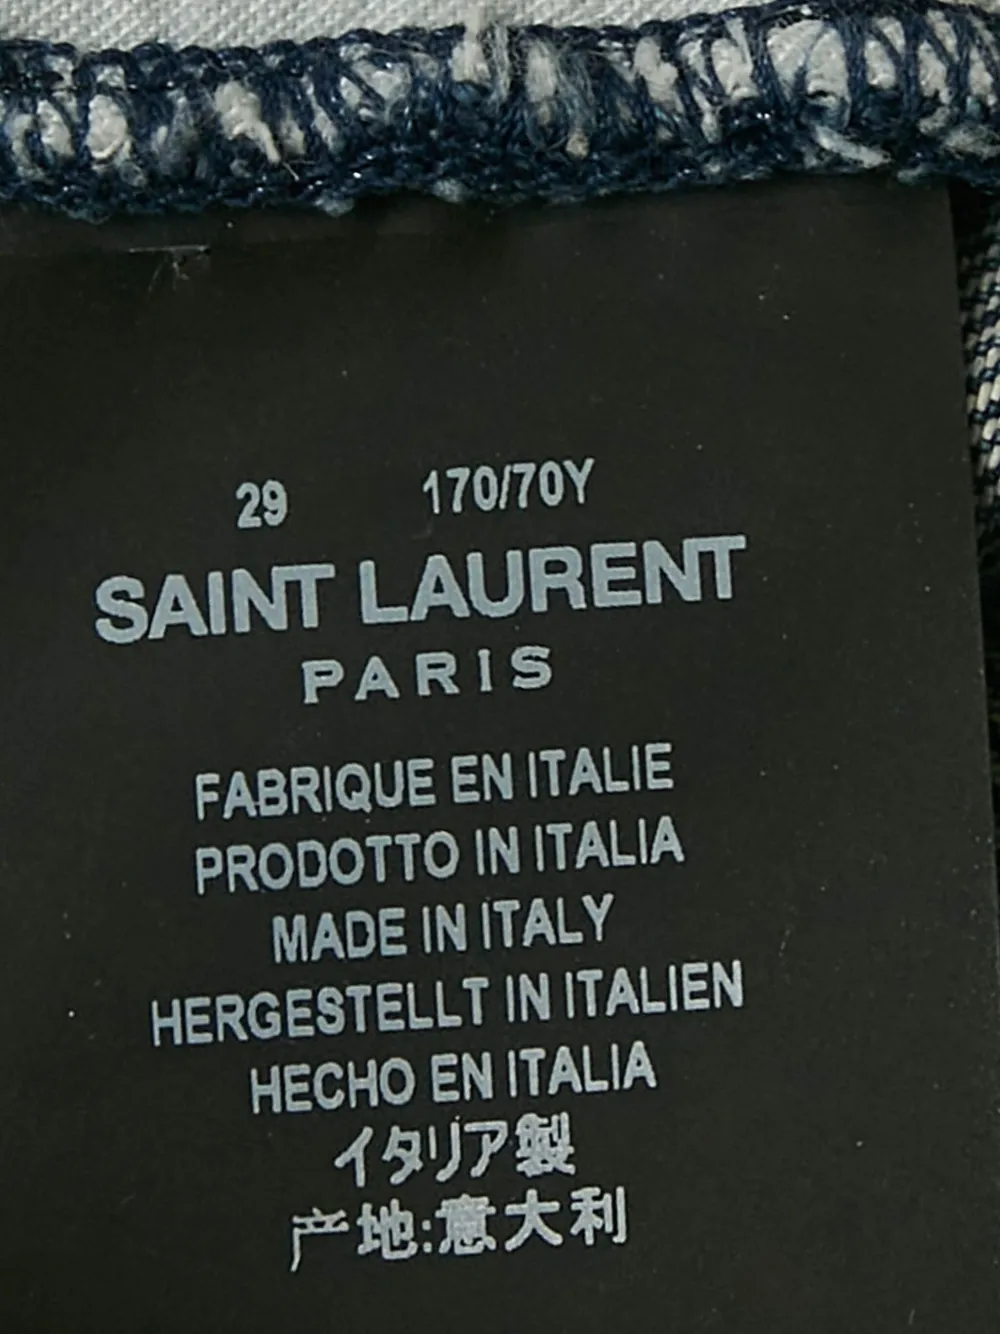 29 170/70Y
SAINT LAURENT
PARIS
FABRIQUE EN ITALIE
PRODOTTO IN ITALIA
MADE IN ITALY
HERGESTELLT IN ITALIEN
HECHO EN ITALIA
イタリア製
产地:意大利